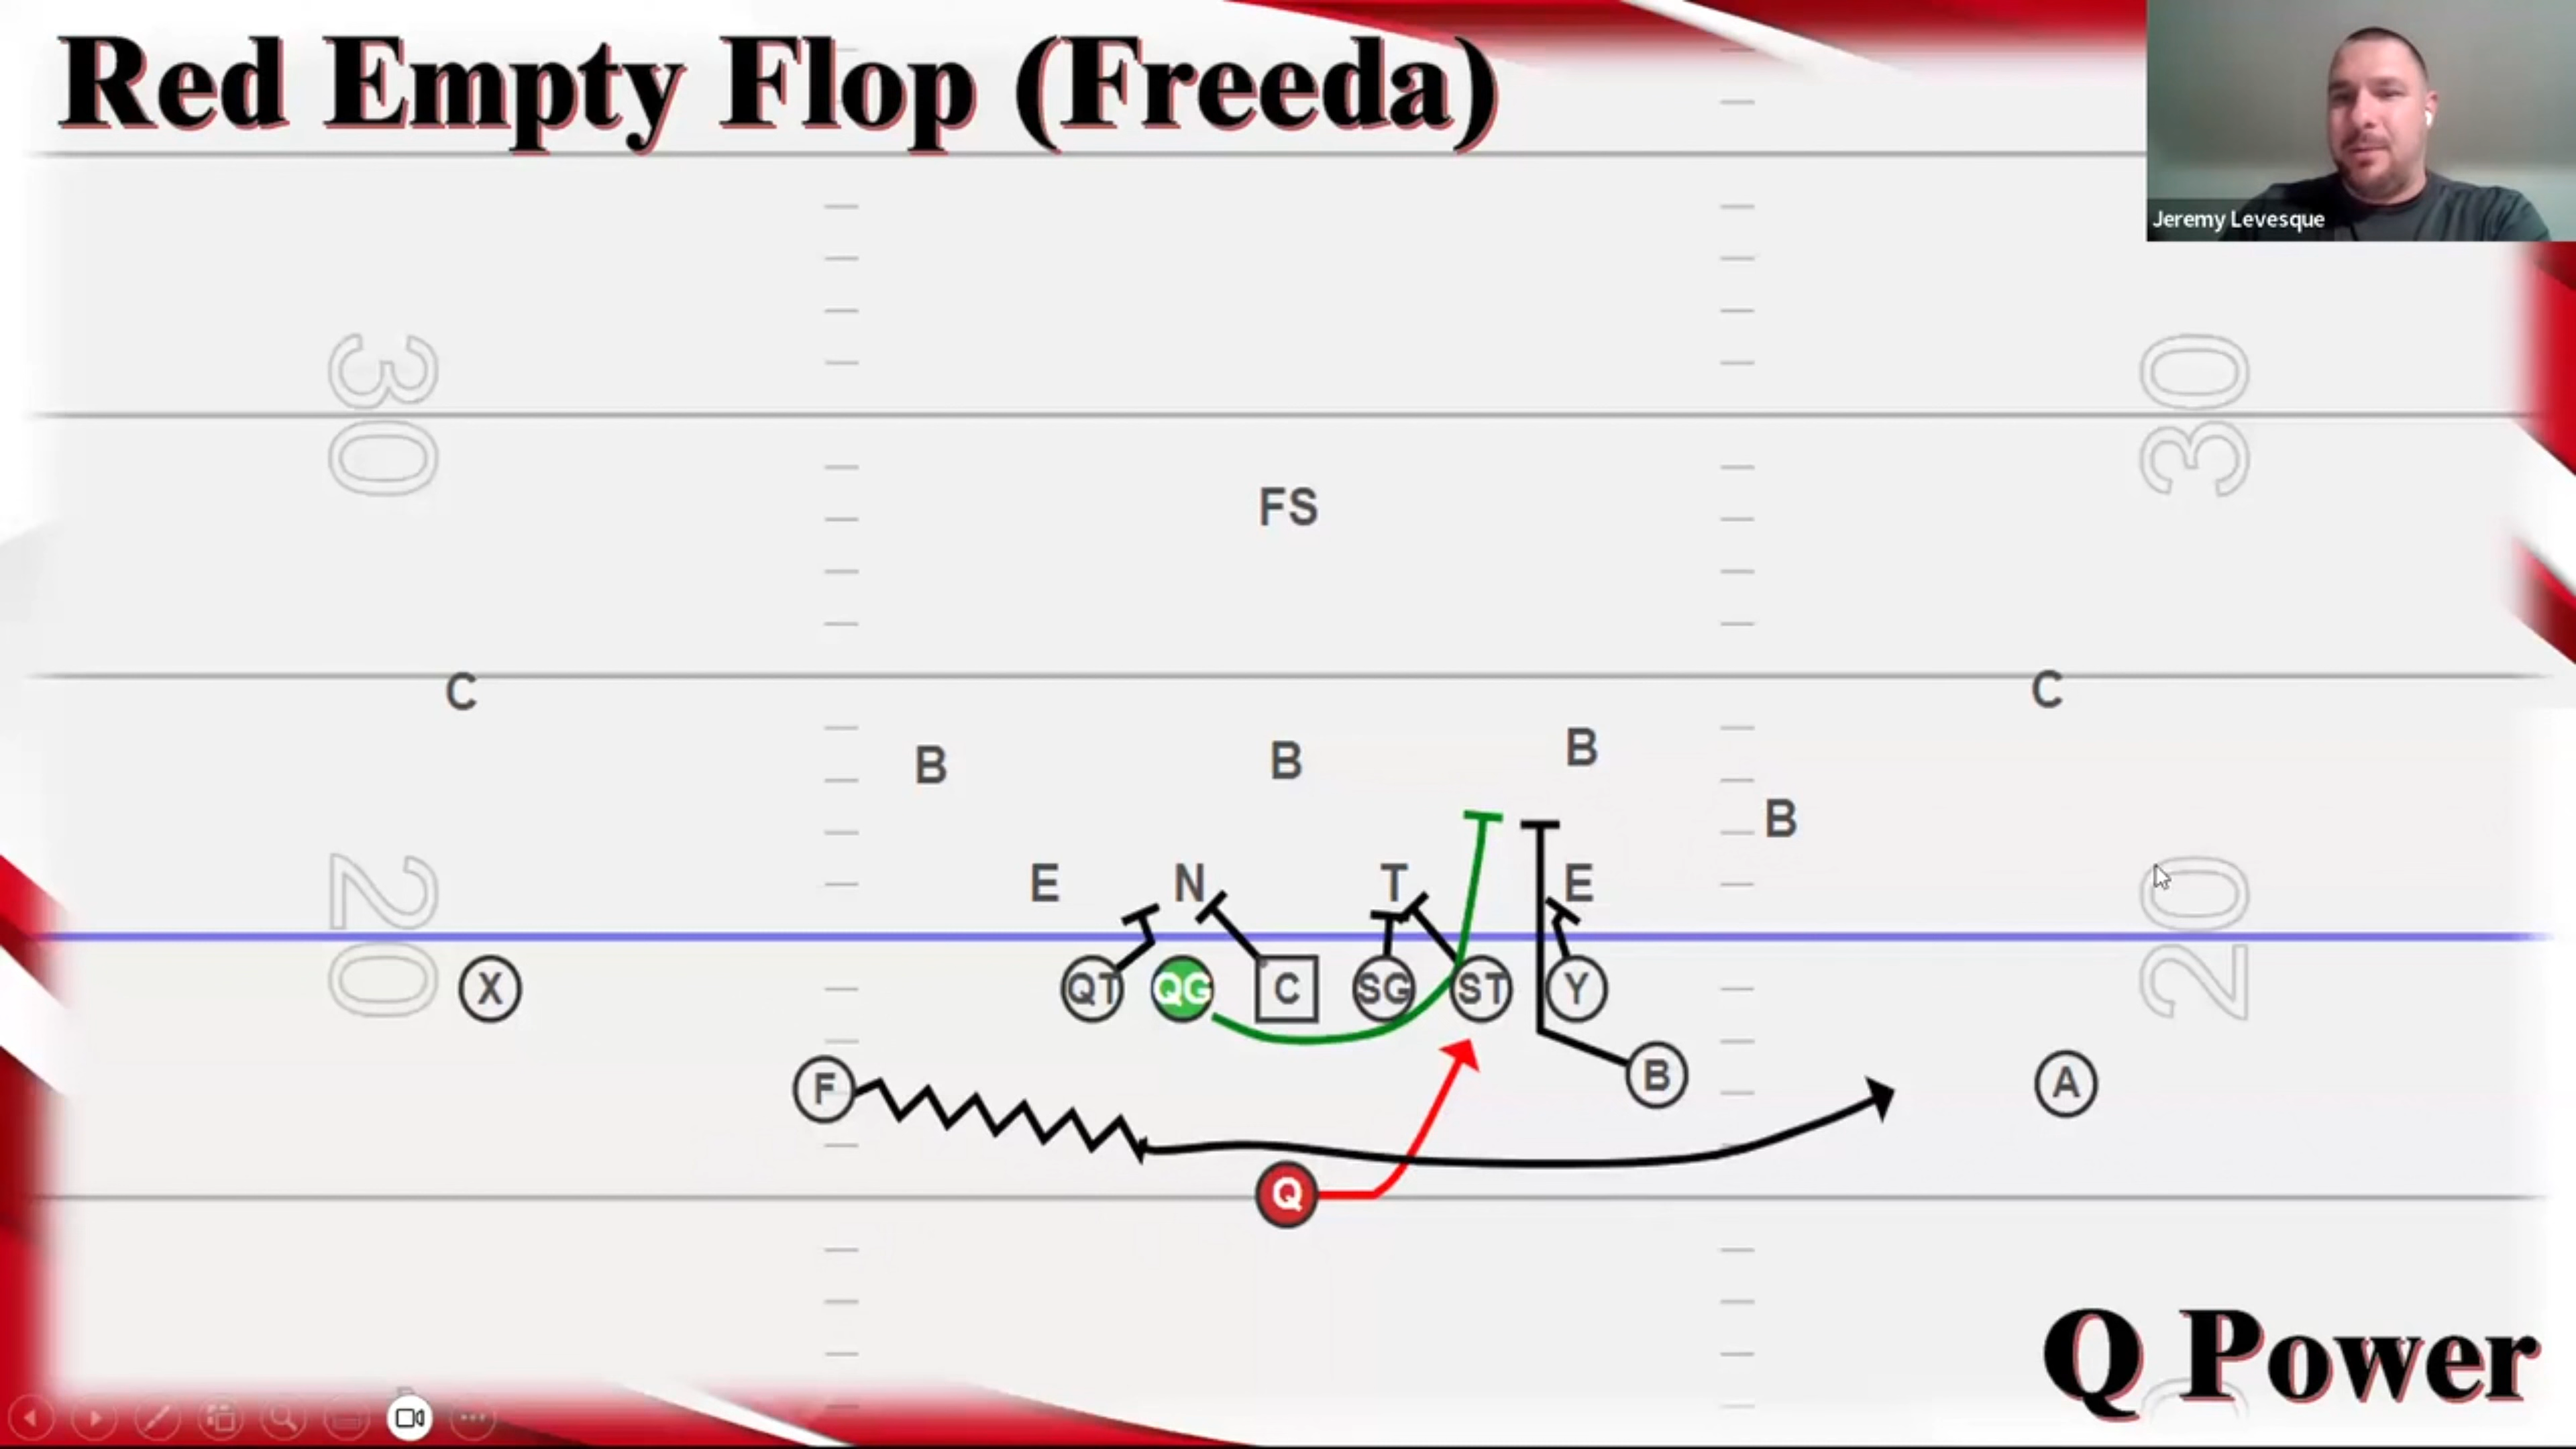 Red Empty Flop (Freeda)
Jeremy Levesque
30 30
FS
C C
B B B
B
E N T E
20 20
X QT QG C SG ST Y
F B A
Q
Q Power